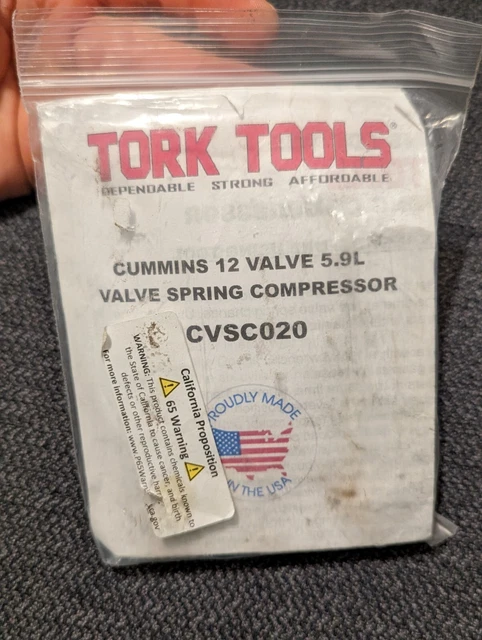 TORK TOOLS®
DEPENDABLE STRONG AFFORDABLE
CUMMINS 12 VALVE 5.9L
VALVE SPRING COMPRESSOR
CVSC020
California Proposition
65 Warning
WARNING: This product contains chemicals known to
the State of California to cause cancer, and birth
defects or other reproductive
For more information: www.P65War
PROUDLY MADE
IN THE USA